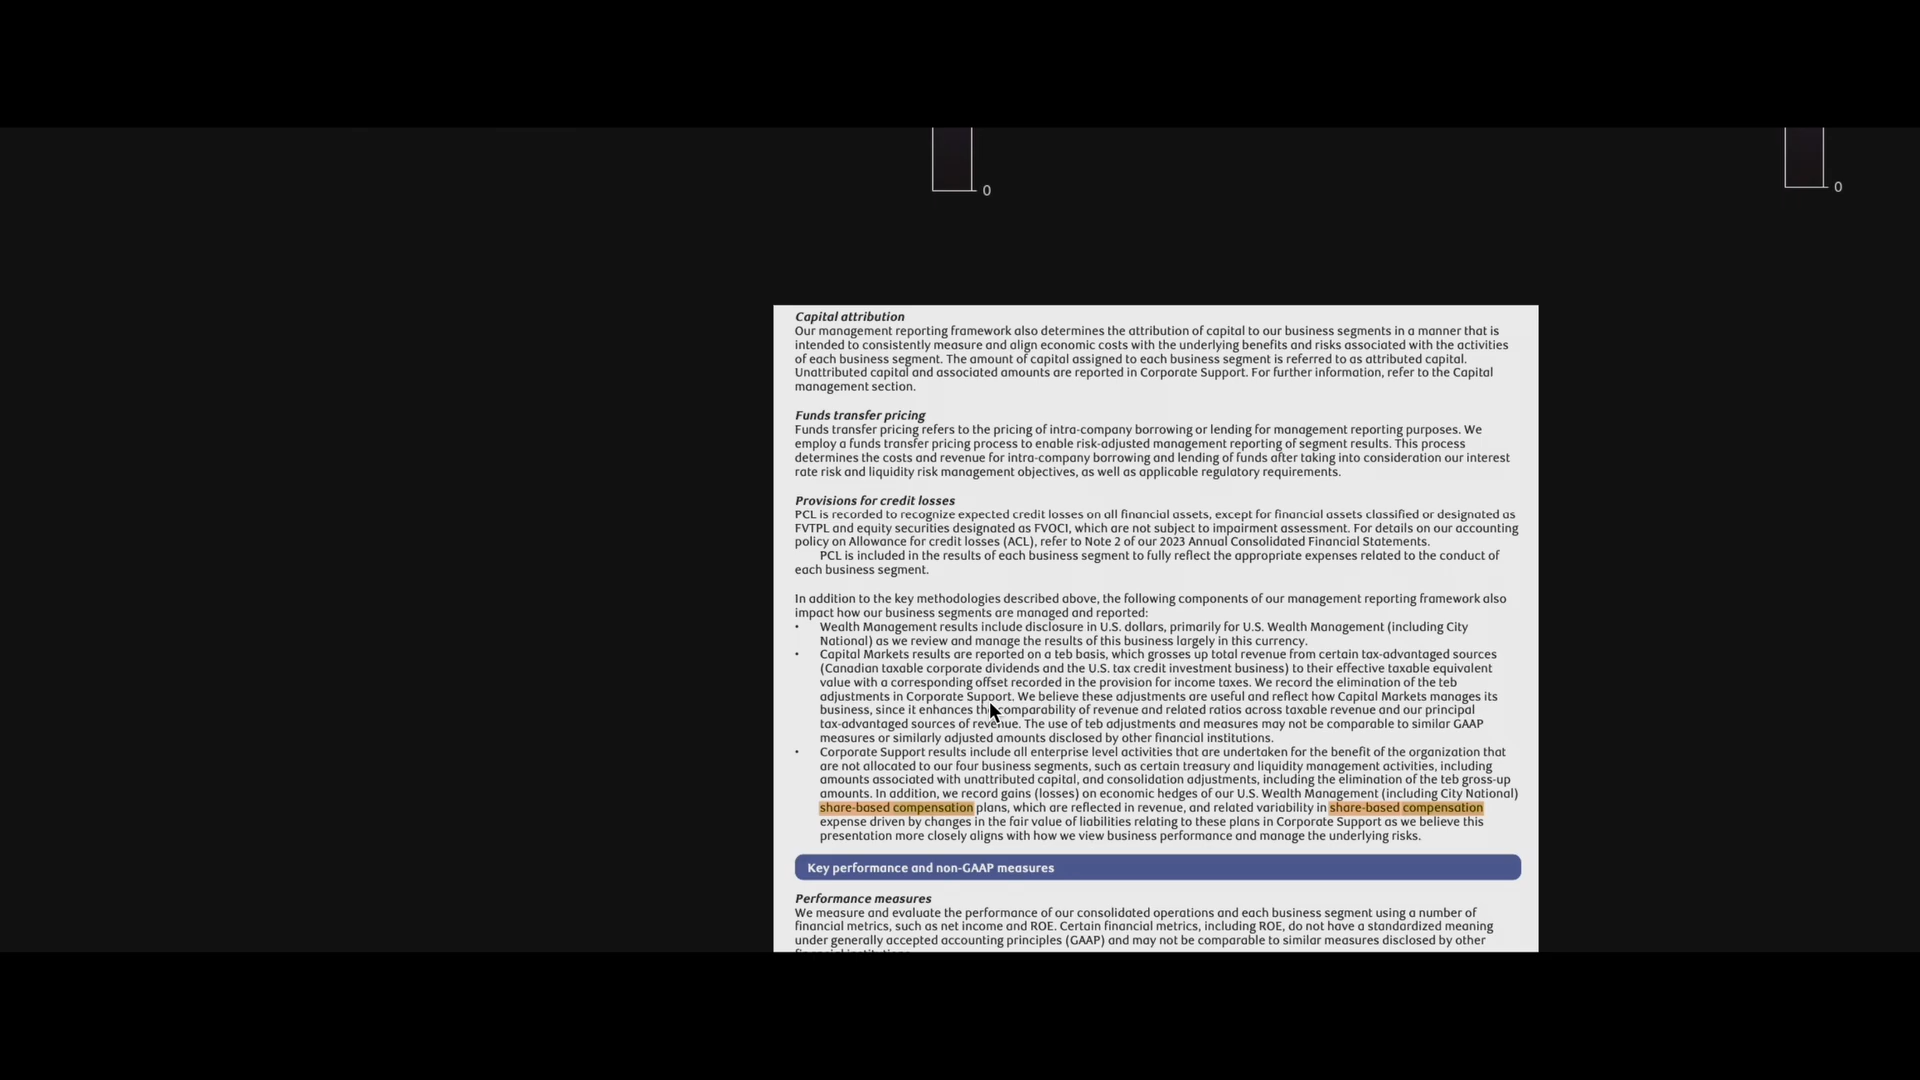 0
0
Capital attribution
Our management reporting framework also determines the attribution of capital to our business segments in a manner that is
intended to consistently measure and align economic costs with the underlying benefits and risks associated with the activities
of each business segment. The amount of capital assigned to each business segment is referred to as attributed capital.
Unattributed capital and associated amounts are reported in Corporate Support. For further information, refer to the Capital
management section.
Funds transfer pricing
Funds transfer pricing refers to the pricing of intra-company borrowing or lending for management reporting purposes. We
employ a funds transfer pricing process to enable risk-adjusted management reporting of segment results. This process
determines the costs and revenue for intra-company borrowing and lending of funds after taking into consideration our interest
rate risk and liquidity risk management objectives, as well as applicable regulatory requirements.
Provisions for credit losses
PCL is recorded to recognize expected credit losses on all financial assets, except for financial assets classified or designated as
FVTPL and equity securities designated as FVOCI, which are not subject to impairment assessment. For details on our accounting
policy on Allowance for credit losses (ACL), refer to Note 2 of our 2023 Annual Consolidated Financial Statements.
PCL is included in the results of each business segment to fully reflect the appropriate expenses related to the conduct of
each business segment.
In addition to the key methodologies described above, the following components of our management reporting framework also
impact how our business segments are managed and reported:
• Wealth Management results include disclosure in U.S. dollars, primarily for U.S. Wealth Management (including City
National) as we review and manage the results of this business largely in this currency.
• Capital Markets results are reported on a teb basis, which grosses up total revenue from certain tax-advantaged sources
(Canadian taxable corporate dividends and the U.S. tax credit investment business) to their effective taxable equivalent
value with a corresponding offset recorded in the provision for income taxes. We record the elimination of the teb
adjustments in Corporate Support. We believe these adjustments are useful and reflect how Capital Markets manages its
business, since it enhances the comparability of revenue and related ratios across taxable revenue and our principal
tax-advantaged sources of revenue. The use of teb adjustments and measures may not be comparable to similar GAAP
measures or similarly adjusted amounts disclosed by other financial institutions.
• Corporate Support results include all enterprise level activities that are undertaken for the benefit of the organization that
are not allocated to our four business segments, such as certain treasury and liquidity management activities, including
amounts associated with unattributed capital, and consolidation adjustments, including the elimination of the teb gross-up
amounts. In addition, we record gains (losses) on economic hedges of our U.S. Wealth Management (including City National)
share-based compensation plans, which are reflected in revenue, and related variability in share-based compensation
expense driven by changes in the fair value of liabilities relating to these plans in Corporate Support as we believe this
presentation more closely aligns with how we view business performance and manage the underlying risks.
Key performance and non-GAAP measures
Performance measures
We measure and evaluate the performance of our consolidated operations and each business segment using a number of
financial metrics, such as net income and ROE. Certain financial metrics, including ROE, do not have a standardized meaning
under generally accepted accounting principles (GAAP) and may not be comparable to similar measures disclosed by other